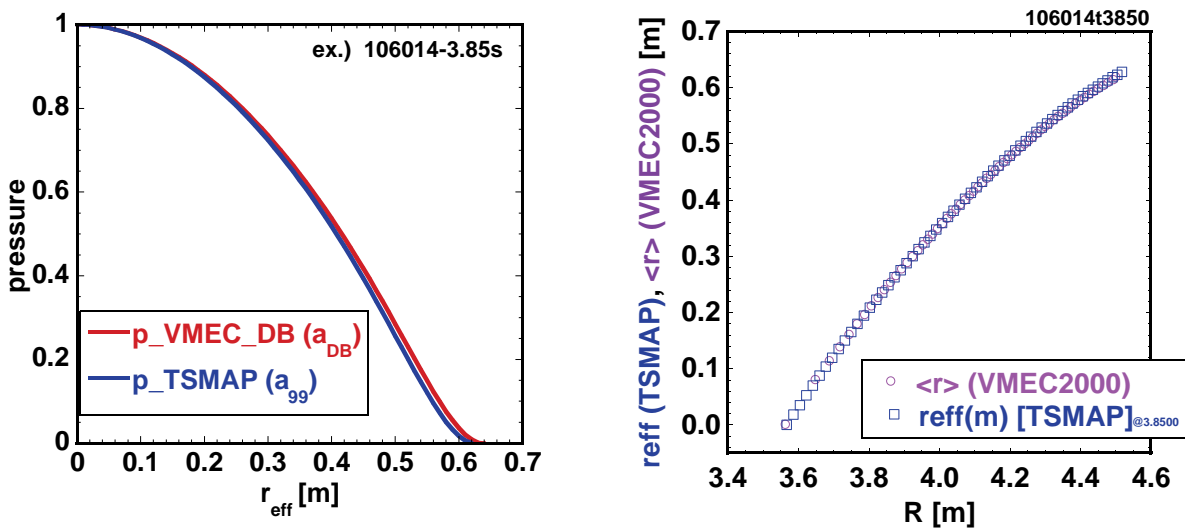 ex.) 106014-3.85s
1
0.8
0.6
0.4
0.2
0
pressure
p_VMEC_DB (a_DB)
p_TSMAP (a_99)
0 0.1 0.2 0.3 0.4 0.5 0.6 0.7
r_eff [m]
106014t3850
0.7
0.6
0.5
0.4
0.3
0.2
0.1
0.0
reff (TSMAP), <r> (VMEC2000) [m]
<r> (VMEC2000)
reff(m) [TSMAP]@3.8500
3.4 3.6 3.8 4.0 4.2 4.4 4.6
R [m]